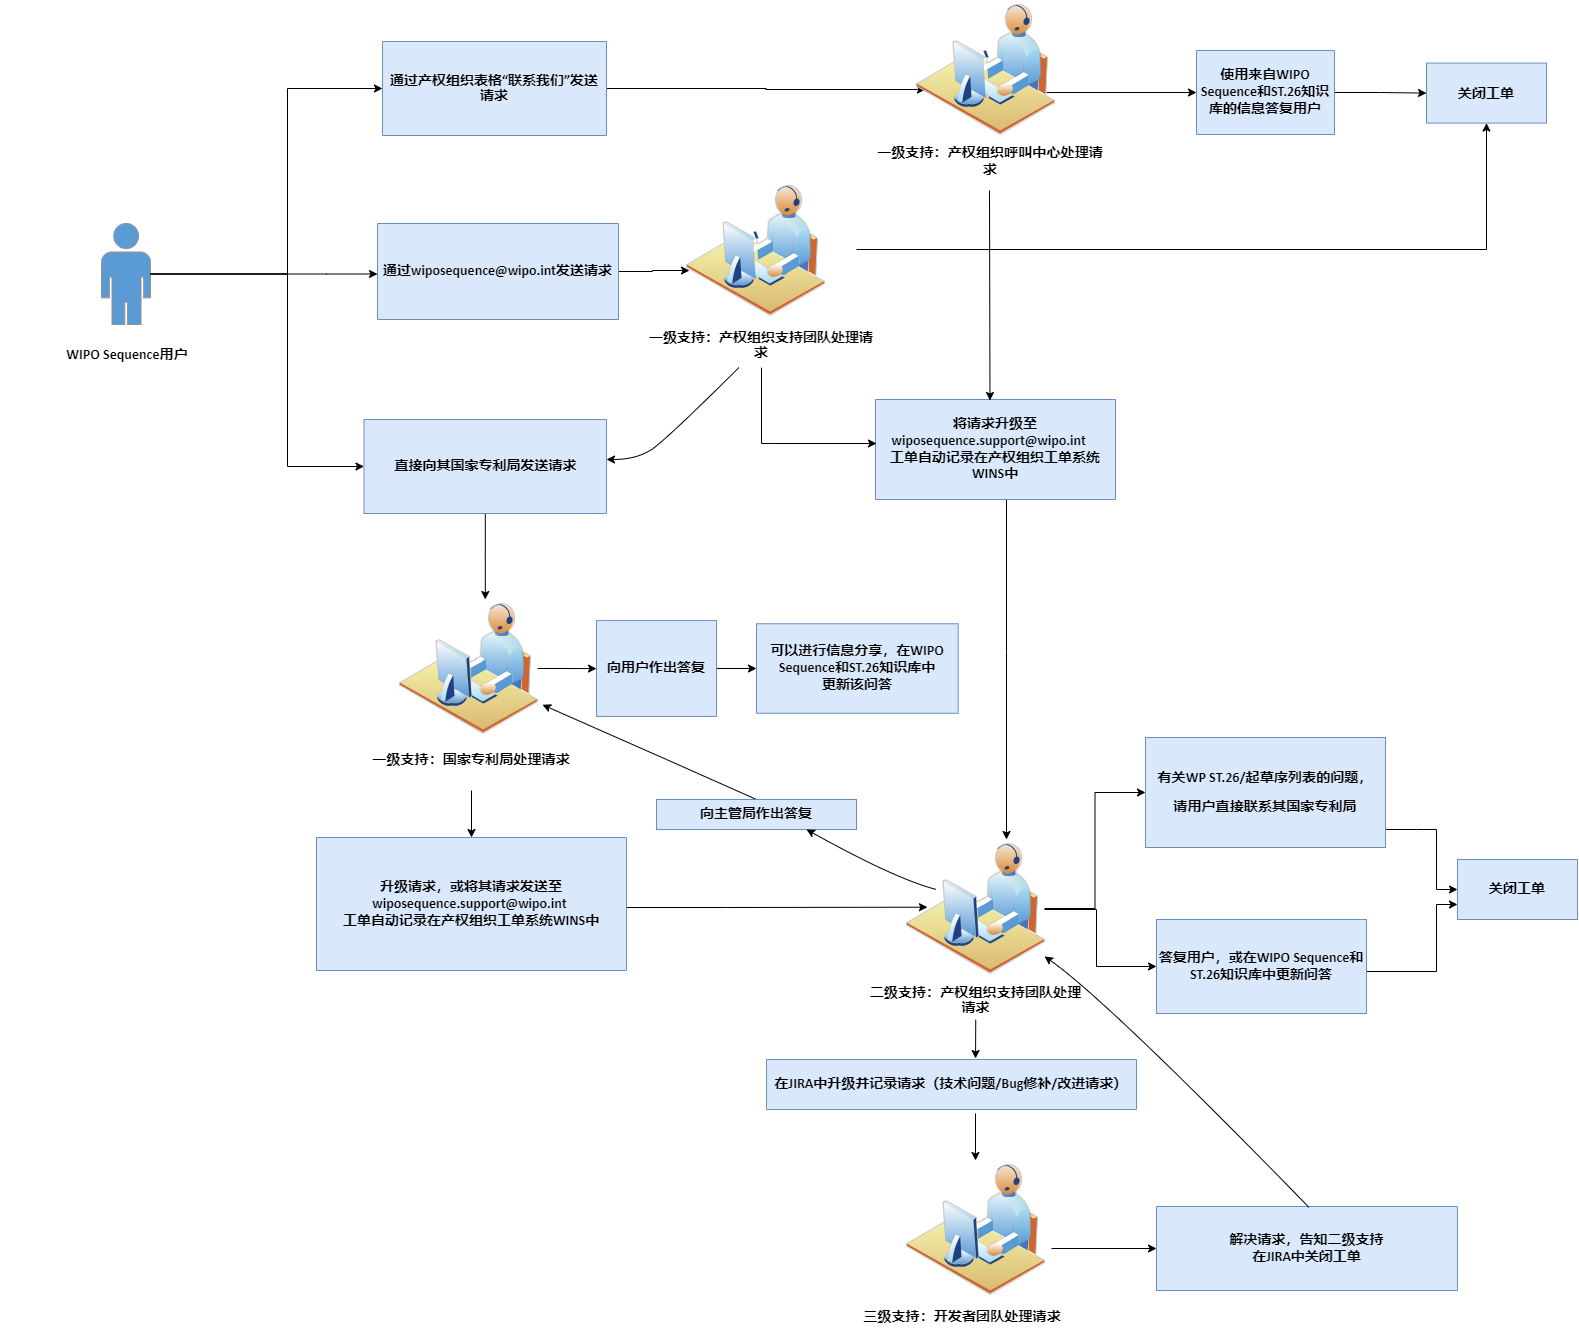 通过产权组织表格“联系我们”发送
请求
使用来自WIPO
Sequence和ST.26知识
库的信息答复用户
关闭工单
一级支持：产权组织呼叫中心处理请
求
通过wiposequence@wipo.int发送请求
WIPO Sequence用户
一级支持：产权组织支持团队处理请
求
直接向其国家专利局发送请求
将请求升级至
wiposequence.support@wipo.int
工单自动记录在产权组织工单系统
WINS中
向用户作出答复
可以进行信息分享，在WIPO
Sequence和ST.26知识库中
更新该问答
一级支持：国家专利局处理请求
向主管局作出答复
有关WP ST.26/起草序列表的问题，
请用户直接联系其国家专利局
升级请求，或将其请求发送至
wiposequence.support@wipo.int
工单自动记录在产权组织工单系统WINS中
关闭工单
答复用户，或在WIPO Sequence和
ST.26知识库中更新问答
二级支持：产权组织支持团队处理
请求
在JIRA中升级并记录请求（技术问题/Bug修补/改进请求）
解决请求，告知二级支持
在JIRA中关闭工单
三级支持：开发者团队处理请求